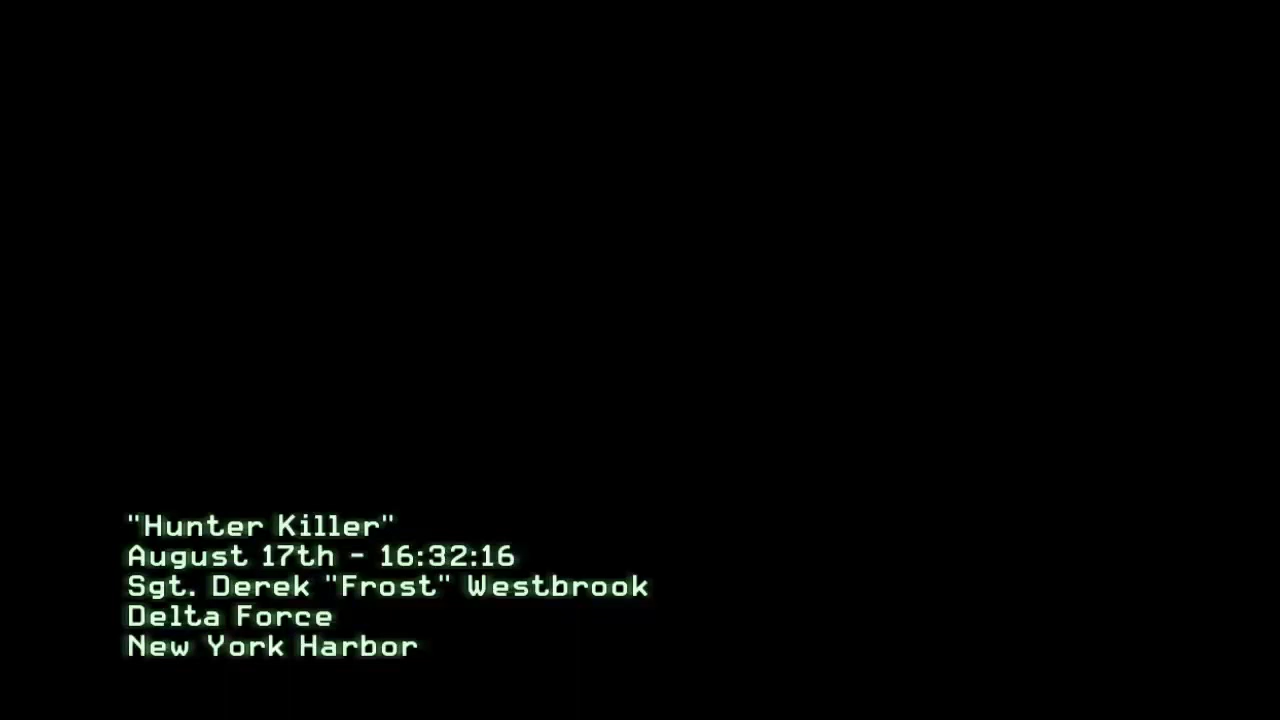 "Hunter Killer"
August 17th - 16:32:16
Sgt. Derek "Frost" Westbrook
Delta Force
New York Harbor